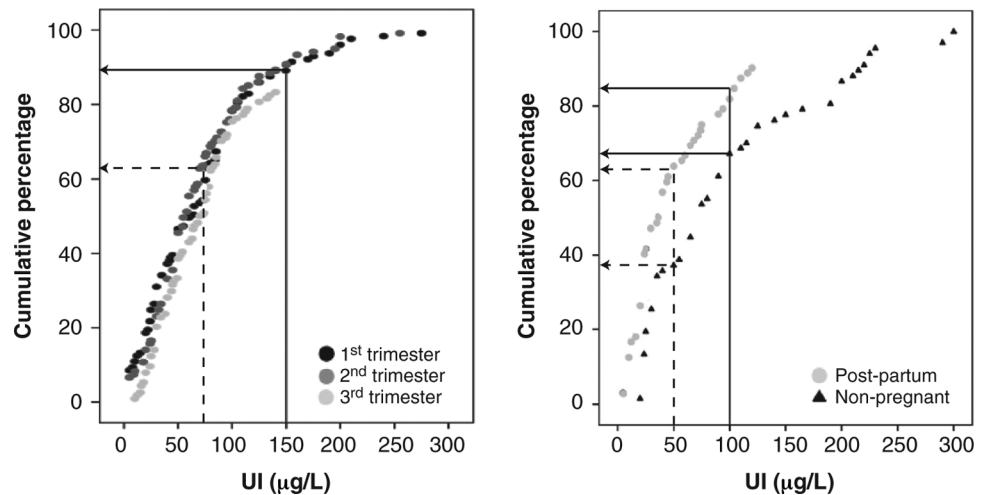 Cumulative percentage
100
80
60
40
20
0
0 50 100 150 200 250 300
UI (µg/L)
1st trimester
2nd trimester
3rd trimester
Cumulative percentage
100
80
60
40
20
0
0 50 100 150 200 250 300
UI (µg/L)
Post-partum
Non-pregnant